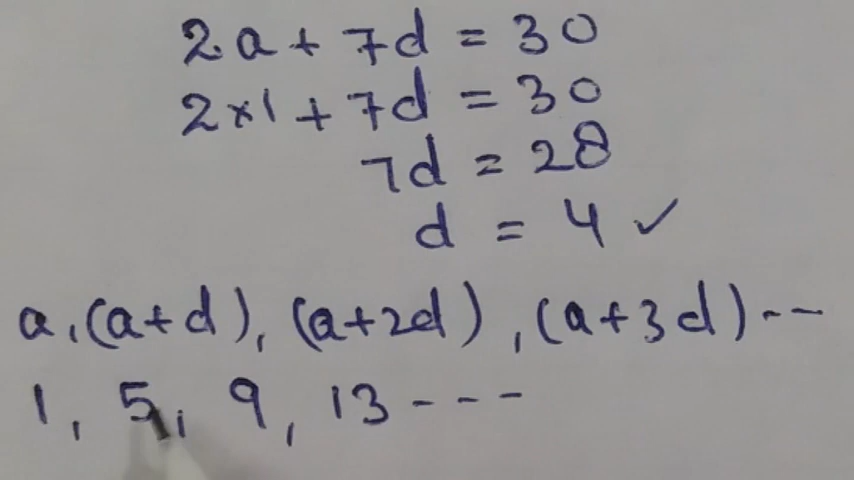 2a + 7d = 30
2×1 + 7d = 30
7d = 28
d = 4 ✓
a, (a+d), (a+2d), (a+3d) ---
1, 5, 9, 13 ---